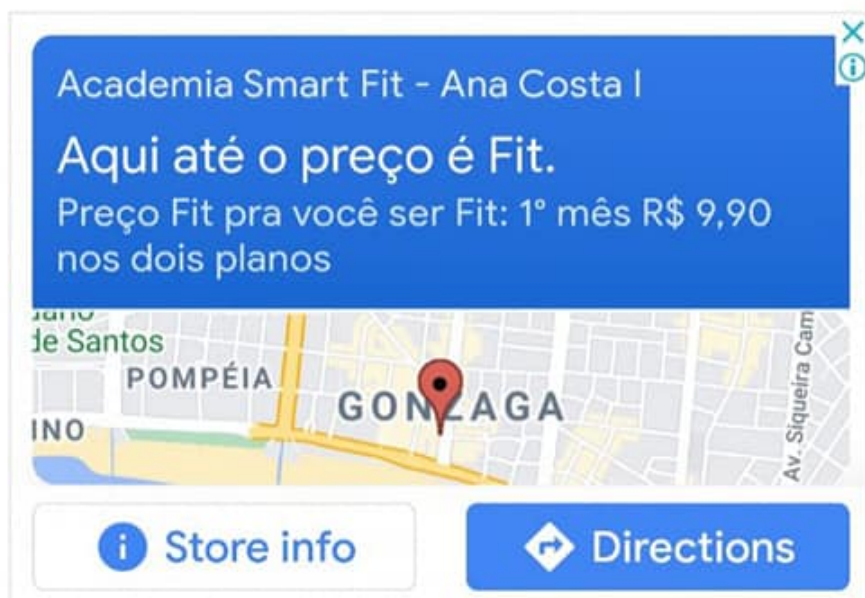 Academia Smart Fit - Ana Costa I
Aqui até o preço é Fit.
Preço Fit pra você ser Fit: 1° mês R$ 9,90
nos dois planos
de Santos
POMPÉIA
GONZAGA
INO
Av. Siqueira Cam
Store info
Directions